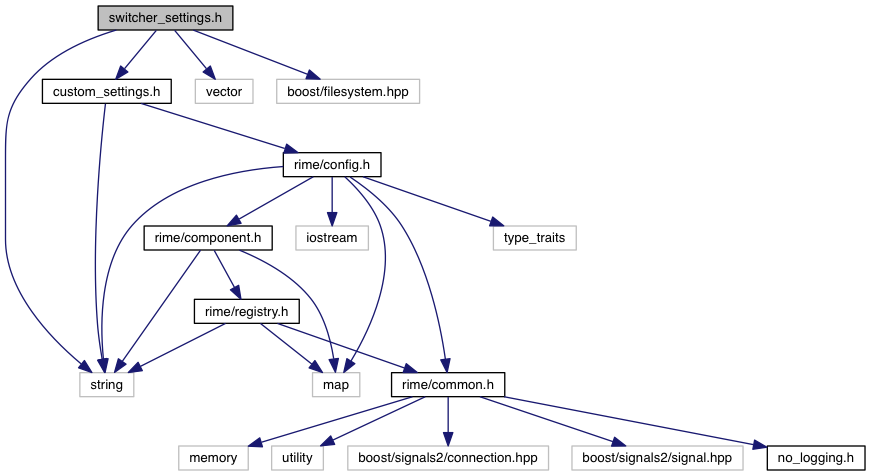 switcher_settings.h
custom_settings.h
vector
boost/filesystem.hpp
rime/config.h
rime/component.h
iostream
type_traits
rime/registry.h
string
map
rime/common.h
memory
utility
boost/signals2/connection.hpp
boost/signals2/signal.hpp
no_logging.h